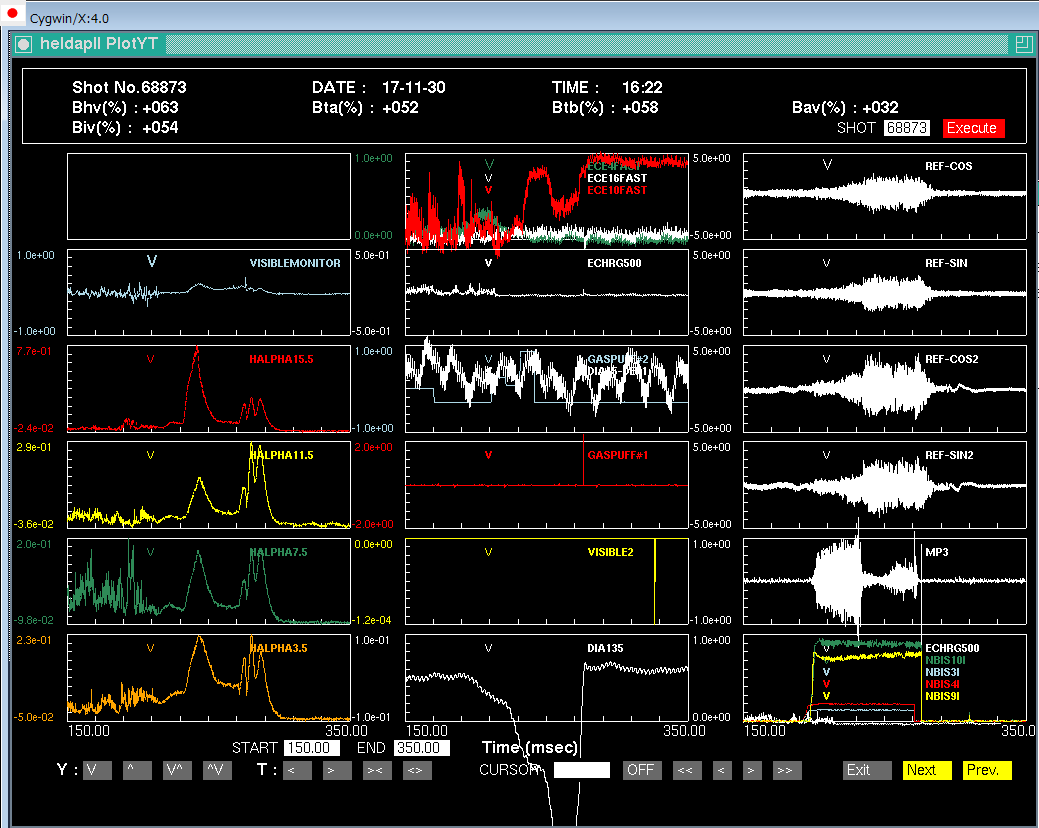 Cygwin/X:4.0
heldapll PlotYT
Shot No.68873 DATE : 17-11-30 TIME : 16:22
Bhv(%) : +063 Bta(%) : +052 Btb(%) : +058 Bav(%) : +032
Biv(%) : +054 SHOT 68873 Execute
1.0e+00 V ECE4FAST 5.0e+00 V REF-COS
V ECE16FAST
V ECE10FAST
0.0e+00 -5.0e+00
1.0e+00 V VISIBLEMONITOR 5.0e-01 V ECHRG500 5.0e+00 V REF-SIN
-1.0e+00 -5.0e-01 -5.0e+00
7.7e-01 V HALPHA15.5 1.0e+00 V GASPUFF#2 5.0e+00 V REF-COS2
-2.4e-02 -1.0e+00 -5.0e+00
2.9e-01 V HALPHA11.5 2.0e+00 V GASPUFF#1 5.0e+00 V REF-SIN2
-3.6e-02 -2.0e+00 -5.0e+00
2.0e-01 V HALPHA7.5 0.0e+00 V VISIBLE2 1.0e+00 MP3
-9.8e-02 -1.2e-04 -1.0e+00
2.3e-01 V HALPHA3.5 1.0e-01 V DIA135 1.0e+00 V ECHRG500
NBIS10I
V NBIS3I
V NBIS4I
V NBIS9I
-5.0e-02 -1.0e-01 0.0e+00
150.00 350.00 150.00 350.00 150.00 350.0
START 150.00 END 350.00 Time (msec)
Y : V ^ V^ ^V T : < > >< <> CURSOR OFF << < > >> Exit Next Prev.